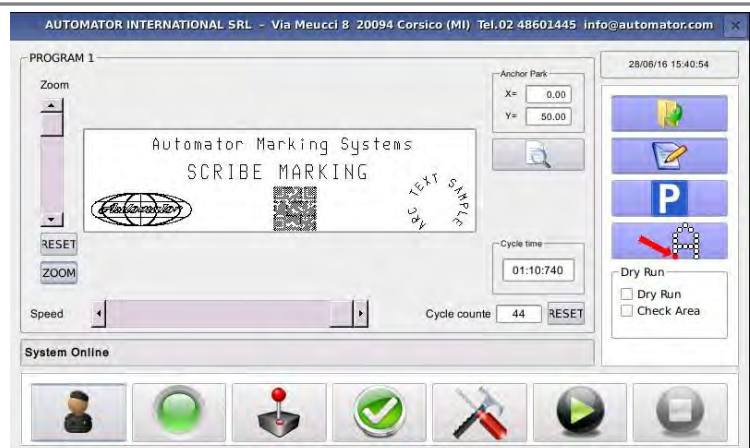 AUTOMATOR INTERNATIONAL SRL - Via Meucci 8 20094 Corsico (MI) Tel.02 48601445 info@automator.com
PROGRAM 1
28/06/16 15:40:54
Zoom
Anchor Park
X= 0.00
Y= 50.00
Automator Marking Systems
SCRIBE MARKING
Automator
ARC TEXT SAMPLE
P
A
RESET
ZOOM
Cycle time
01:10:740
Dry Run
Dry Run
Check Area
Speed
Cycle counte 44 RESET
System Online